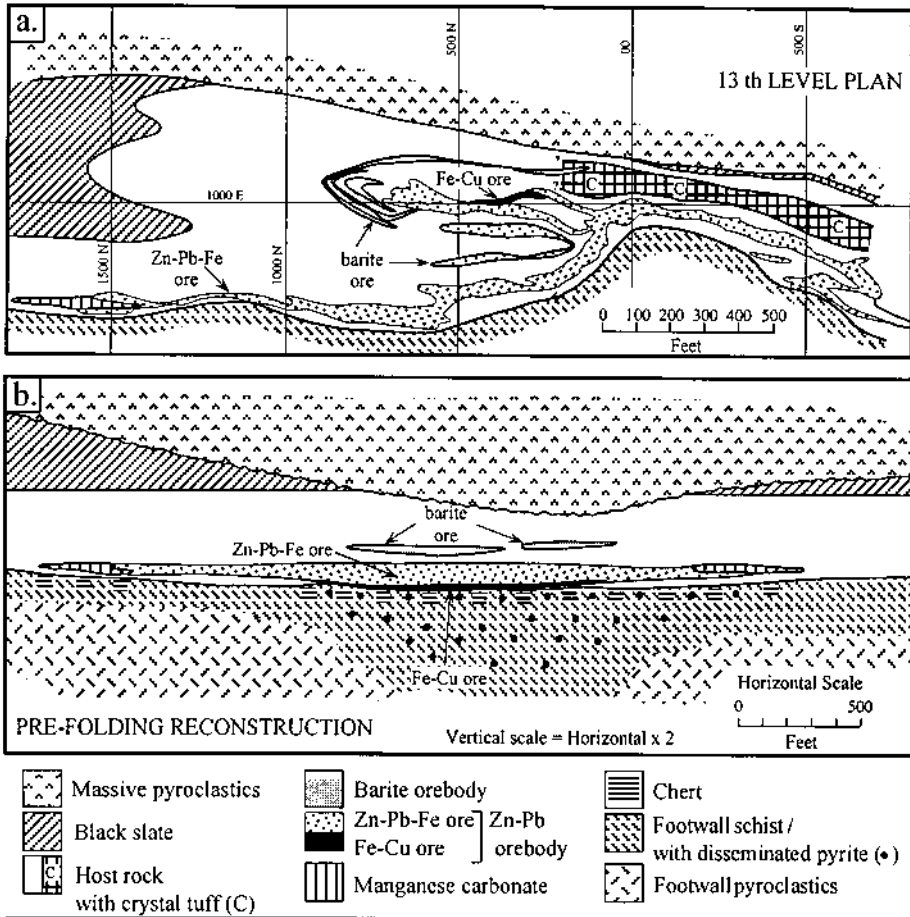 a.
500 N
00
500 S
13 th LEVEL PLAN
Fe-Cu ore
C
C
1000 E
C
barite
ore
1500 N
Zn-Pb-Fe
ore
1000 N
0 100 200 300 400 500
Feet
b.
barite
ore
Zn-Pb-Fe ore
Fe-Cu ore
Horizontal Scale
0 500
Feet
PRE-FOLDING RECONSTRUCTION
Vertical scale = Horizontal x 2
Massive pyroclastics
Black slate
C
Host rock
with crystal tuff (C)
Barite orebody
Zn-Pb-Fe ore
Fe-Cu ore
Zn-Pb
orebody
Manganese carbonate
Chert
Footwall schist /
with disseminated pyrite (•)
Footwall pyroclastics